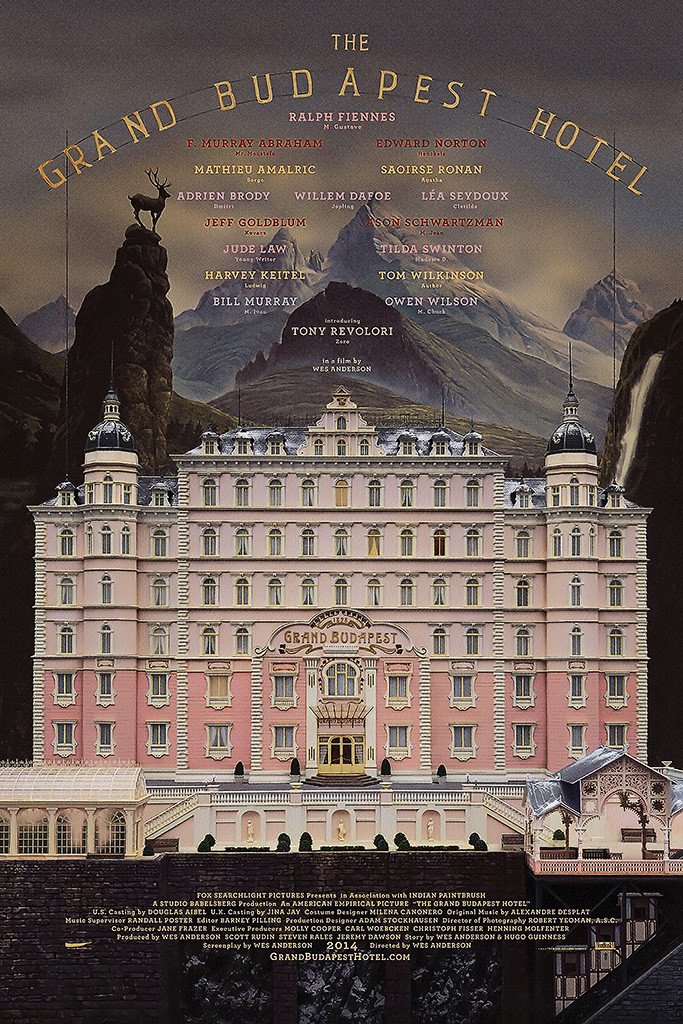 THE
GRAND BUDAPEST HOTEL
RALPH FIENNES
M. Gustave
F. MURRAY ABRAHAM EDWARD NORTON
Mr. Moustafa Henckels
MATHIEU AMALRIC SAOIRSE RONAN
Serge Agatha
ADRIEN BRODY WILLEM DAFOE LÉA SEYDOUX
Dmitri Jopling Clotilde
JEFF GOLDBLUM JASON SCHWARTZMAN
Kovacs M. Jean
JUDE LAW TILDA SWINTON
Young Writer Madame D.
HARVEY KEITEL TOM WILKINSON
Ludwig Author
BILL MURRAY OWEN WILSON
M. Ivan M. Chuck
introducing
TONY REVOLORI
Zero
in a film by
WES ANDERSON
GRAND BUDAPEST
FOX SEARCHLIGHT PICTURES Presents in Association with INDIAN PAINTBRUSH
A STUDIO BABELSBERG Production An AMERICAN EMPIRICAL PICTURE "THE GRAND BUDAPEST HOTEL"
U.S. Casting by DOUGLAS AIBEL U.K. Casting by JINA JAY Costume Designer MILENA CANONERO Original Music by ALEXANDRE DESPLAT
Music Supervisor RANDALL POSTER Editor BARNEY PILLING Production Designer ADAM STOCKHAUSEN Director of Photography ROBERT YEOMAN, A.S.C.
Co-Producer JANE FRAZER Executive Producers MOLLY COOPER CARL WOEBCKEN CHRISTOPH FISSER HENNING MOLFENTER
Produced by WES ANDERSON SCOTT RUDIN STEVEN RALES JEREMY DAWSON Story by WES ANDERSON & HUGO GUINNESS
Screenplay by WES ANDERSON 2014 Directed by WES ANDERSON
GRANDBUDAPESTHOTEL.COM